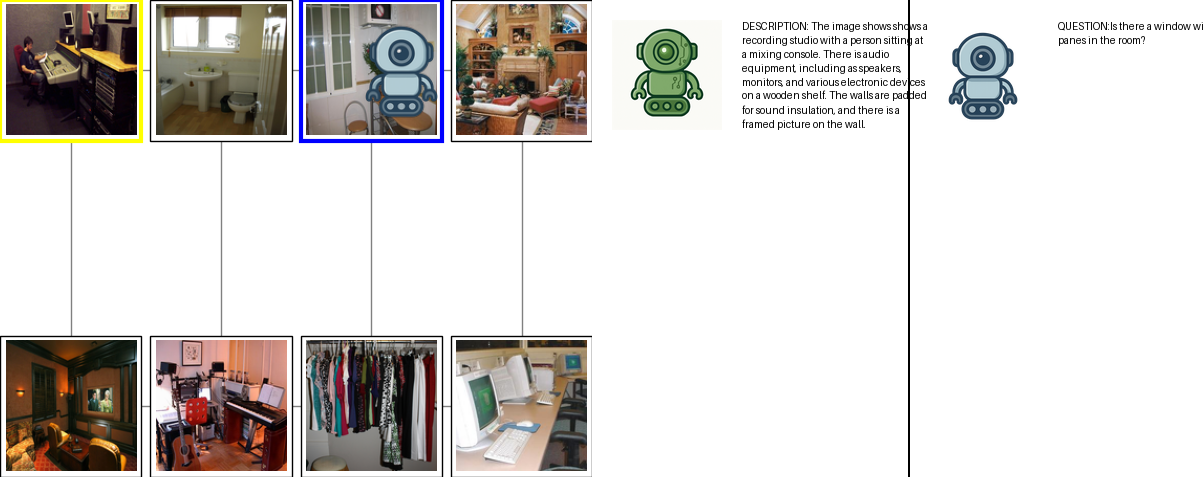 DESCRIPTION: The image shows shows a
recording studio with a person sitting at
a mixing console. There is audio
equipment, including as speakers,
monitors, and various electronic devices
on a wooden shelf. The walls are padded
for sound insulation, and there is a
framed picture on the wall.
QUESTION:Is there a window wi
panes in the room?